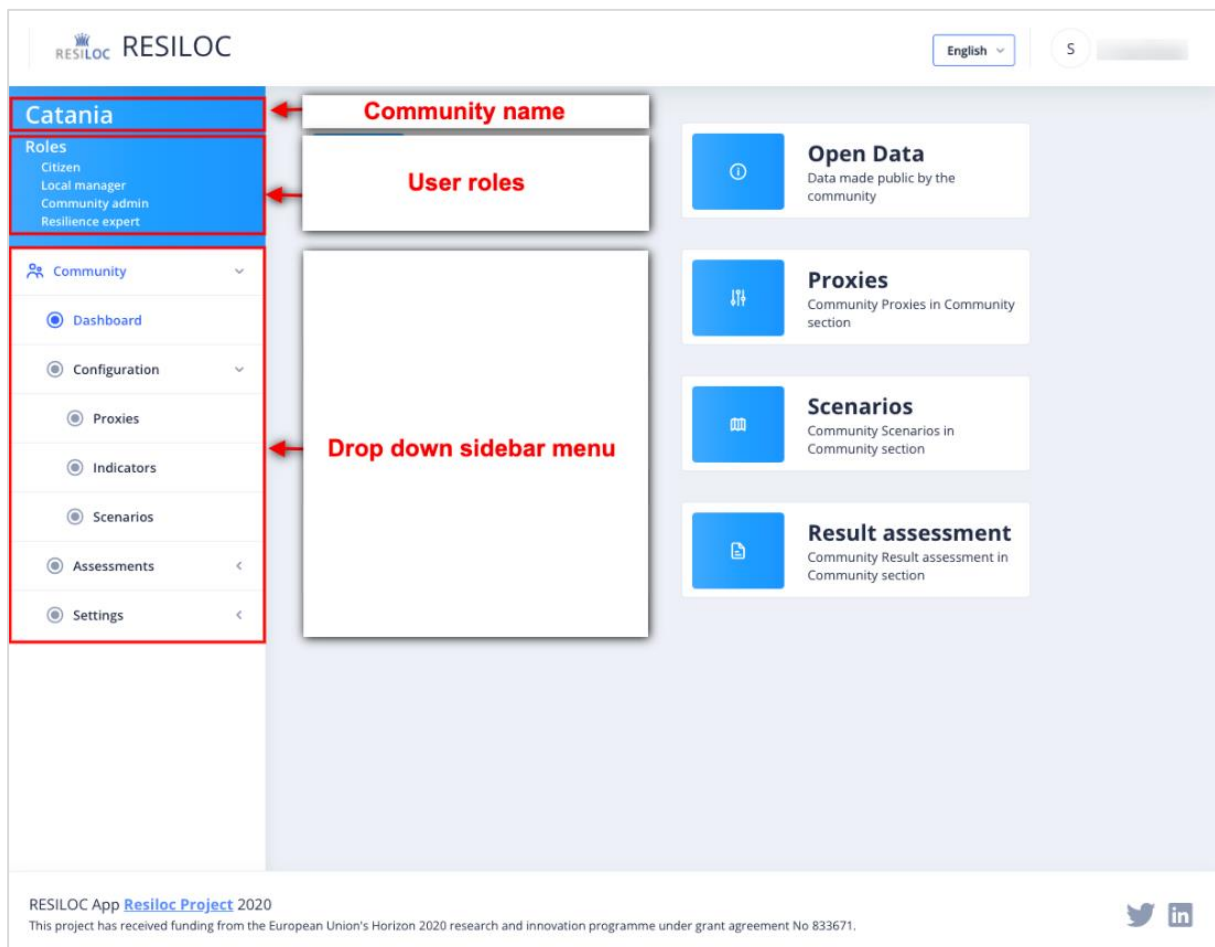 RESILOC RESILOC
English
S
Catania
Community name
Roles
Citizen
Local manager
Community admin
Resilience expert
User roles
Open Data
Data made public by the
community
Community
Dashboard
Configuration
Proxies
Indicators
Scenarios
Assessments
Settings
Drop down sidebar menu
Proxies
Community Proxies in Community
section
Scenarios
Community Scenarios in
Community section
Result assessment
Community Result assessment in
Community section
RESILOC App Resiloc Project 2020
This project has received funding from the European Union's Horizon 2020 research and innovation programme under grant agreement No 833671.
in